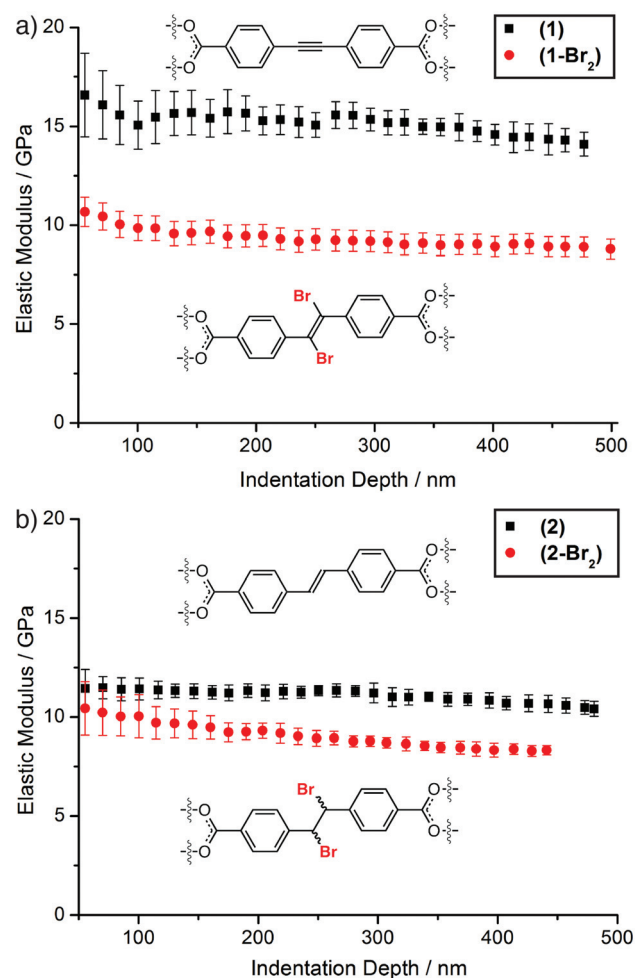 a)
(1)
(1-Br₂)
O O
O O
20
15
10
5
0
Elastic Modulus / GPa
Br
O O
O O
Br
100 200 300 400 500
Indentation Depth / nm
b)
(2)
(2-Br₂)
O O
O O
20
15
10
5
0
Elastic Modulus / GPa
Br
O O
O O
Br
100 200 300 400 500
Indentation Depth / nm